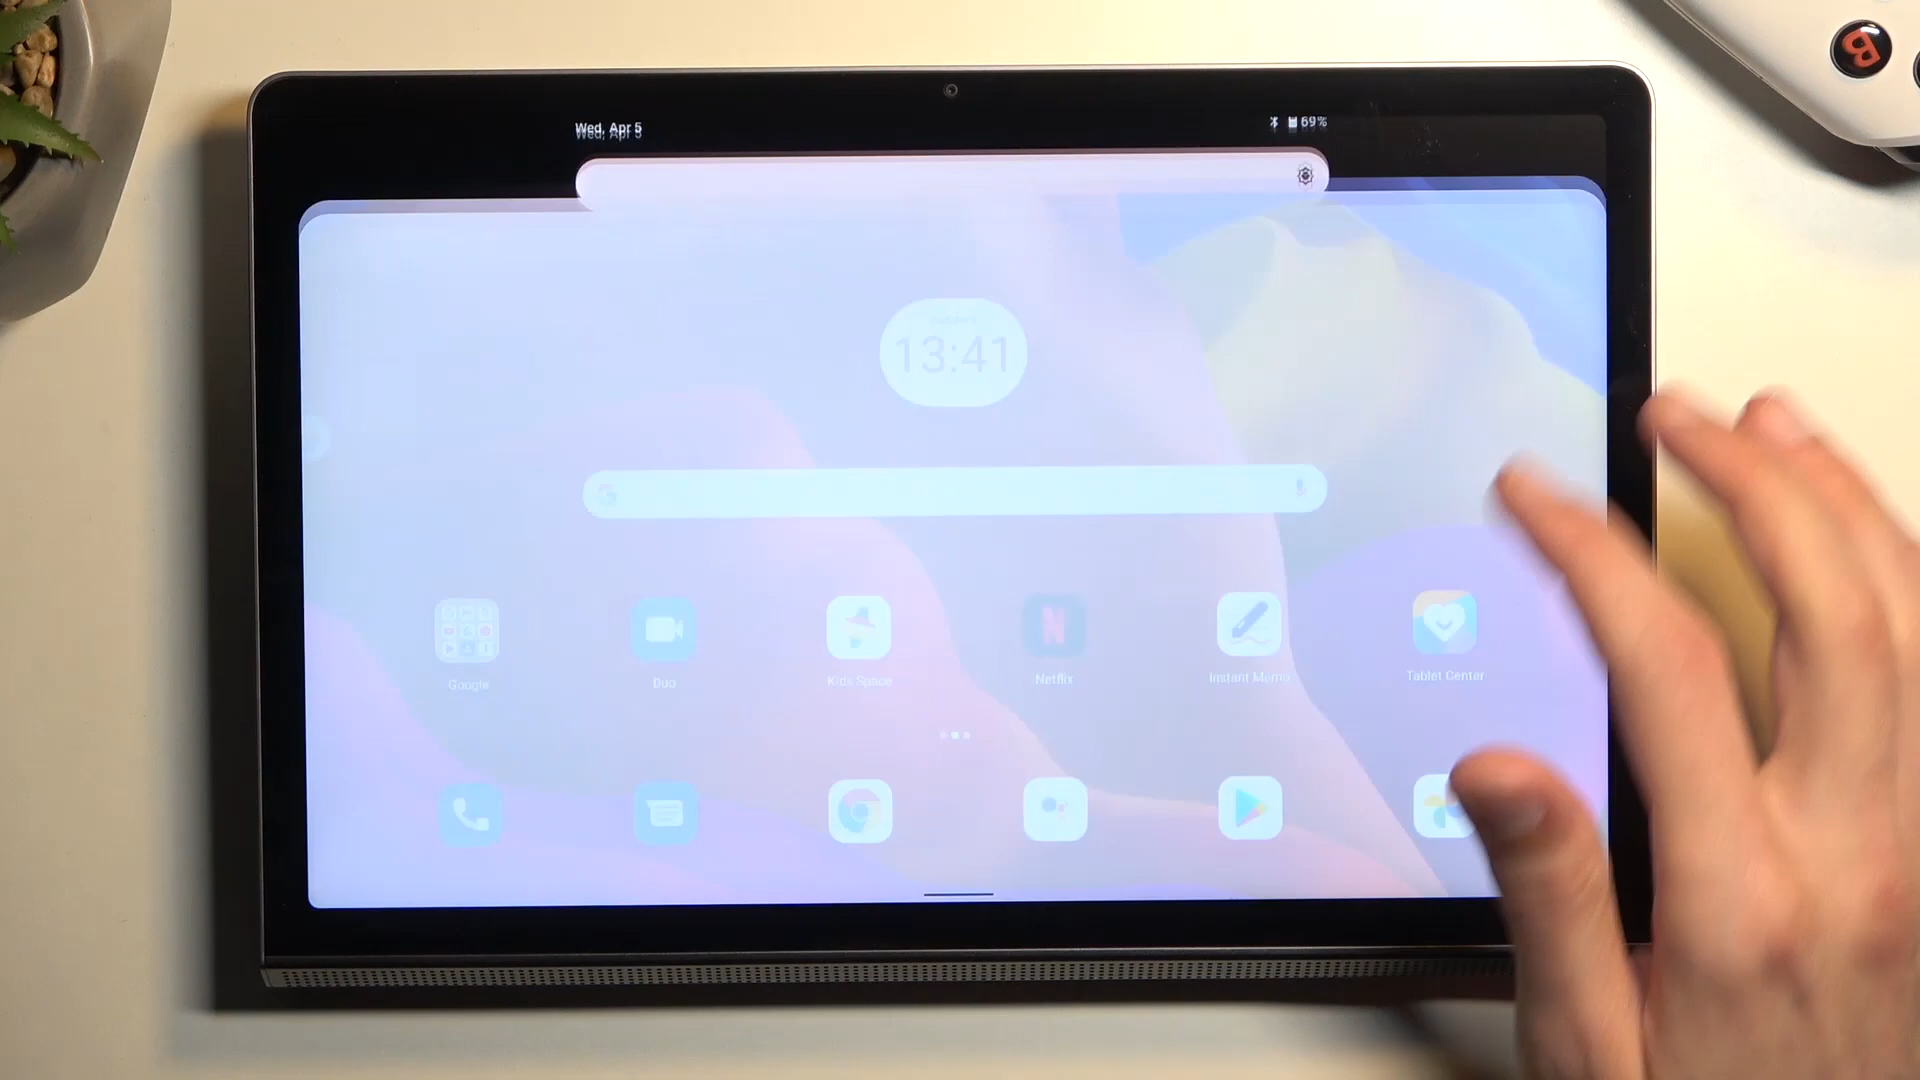 Wed, Apr 5
69%
13:41
Google
Duo
Kids Space
N
Netflix
Instant Memo
Tablet Center
B